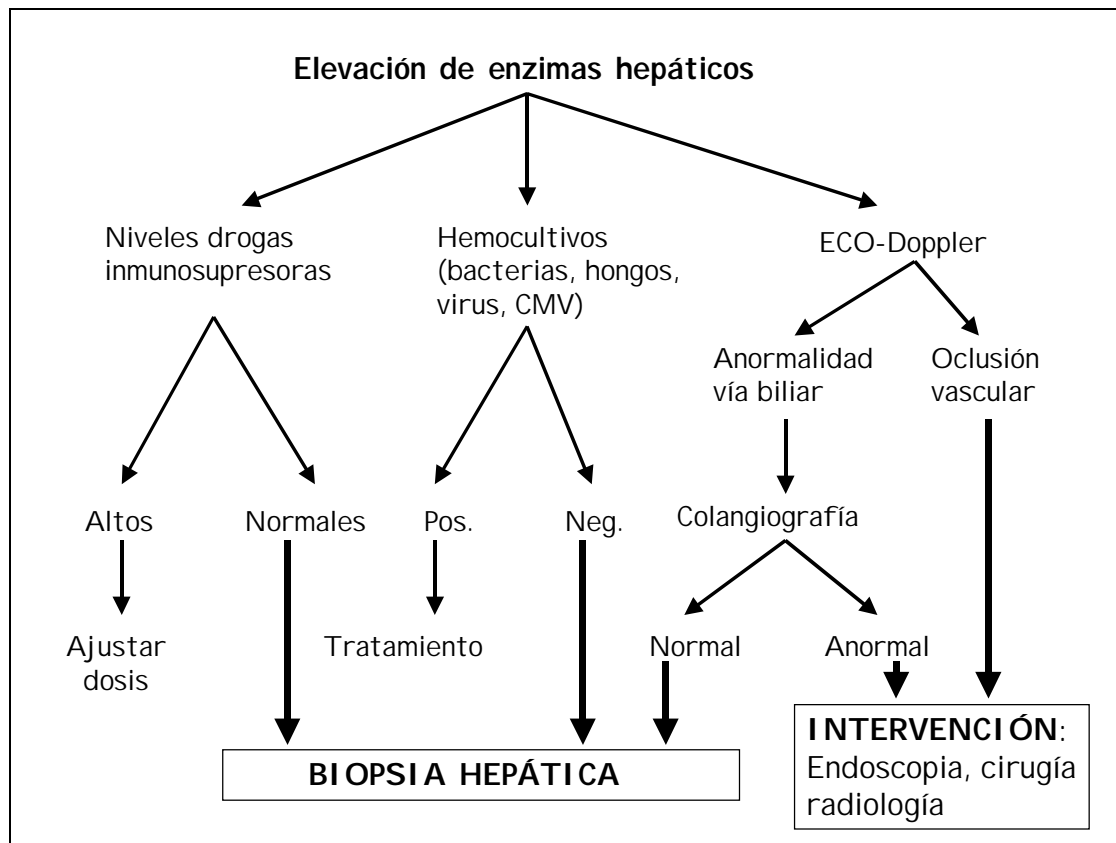 Elevación de enzimas hepáticos
Niveles drogas
inmunosupresoras
Hemocultivos
(bacterias, hongos,
virus, CMV)
ECO-Doppler
Anormalidad
vía biliar
Oclusión
vascular
Altos
Normales
Pos.
Neg.
Colangiografía
Ajustar
dosis
Tratamiento
Normal
Anormal
BIOPSIA HEPÁTICA
INTERVENCIÓN:
Endoscopia, cirugía
radiología